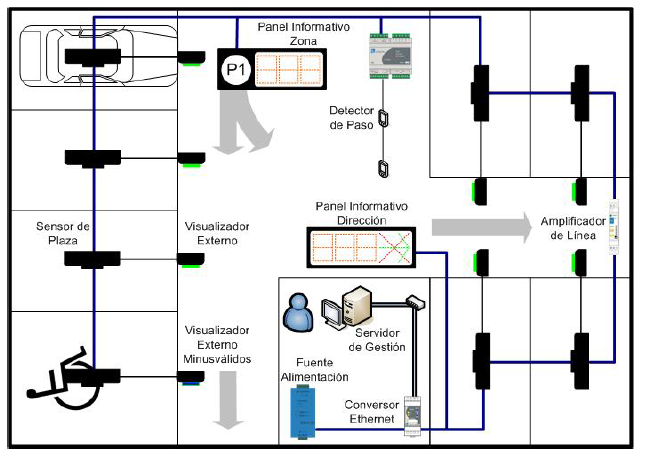 Panel Informativo
Zona
P1
Detector
de Paso
Panel Informativo
Dirección
Amplificador
de Línea
Sensor de
Plaza
Visualizador
Externo
Visualizador
Externo
Minusválidos
Servidor
de Gestión
Fuente
Alimentación
Conversor
Ethernet